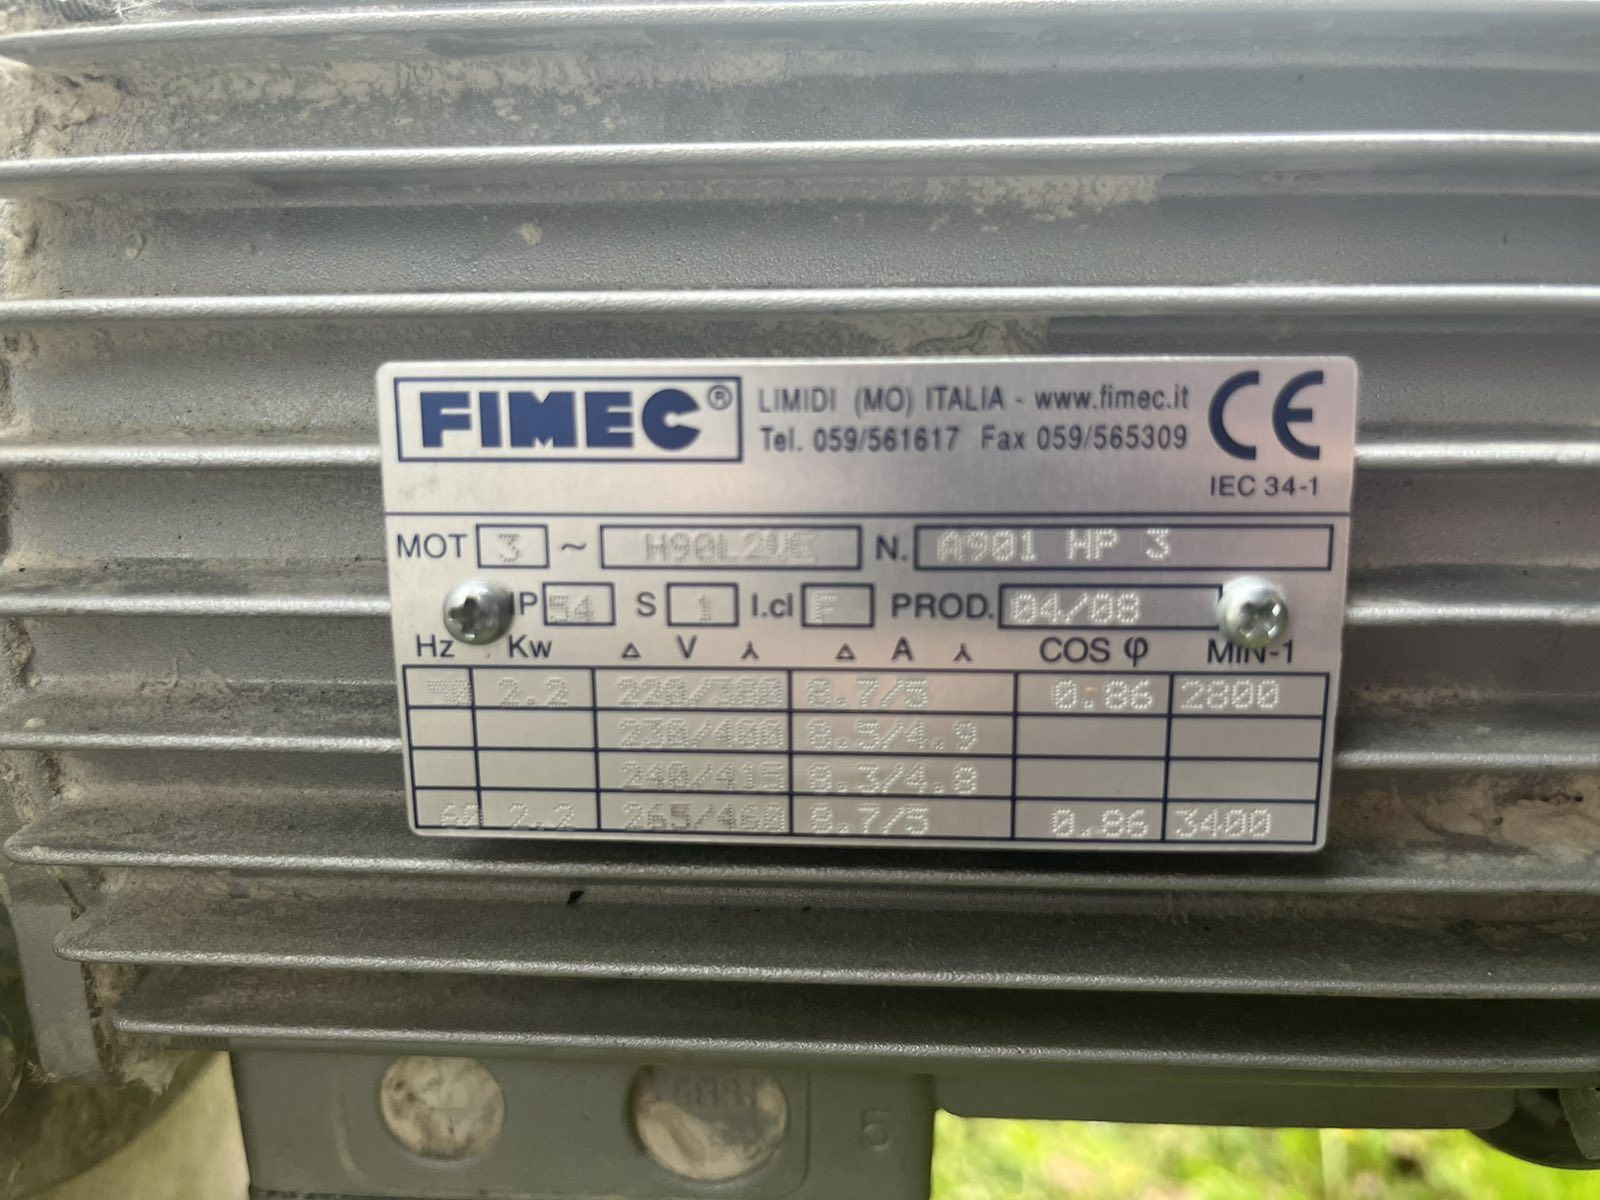 FIMEC® LIMIDI (MO) ITALIA - www.fimec.it CE
Tel. 059/561617 Fax 059/565309
IEC 34-1
MOT 3 ~ H90L2UE N. A901 HP 3
IP 54 S 1 I.cl F PROD. 04/08
Hz Kw Δ V ⅄ Δ A ⅄ COS φ MIN-1
50 2.2 220/380 8.7/5 0.86 2800
230/400 8.5/4.9
240/415 8.3/4.8
60 2.2 265/460 8.7/5 0.86 3400
5